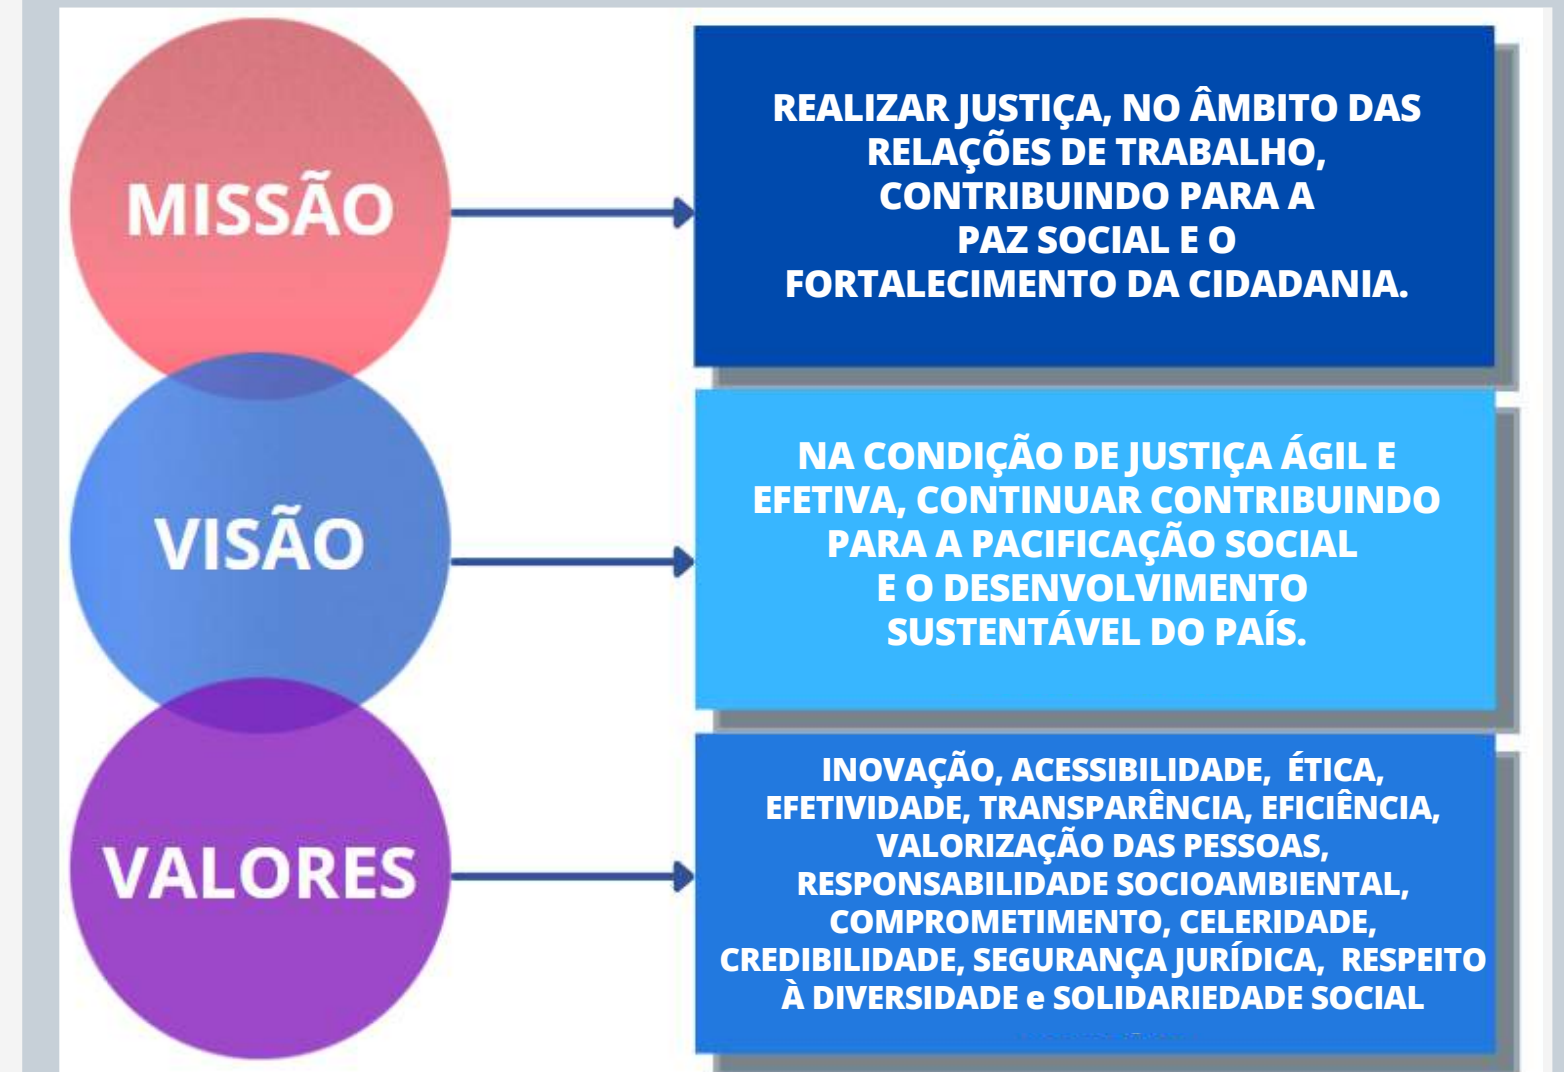 MISSÃO
REALIZAR JUSTIÇA, NO ÂMBITO DAS
RELAÇÕES DE TRABALHO,
CONTRIBUINDO PARA A
PAZ SOCIAL E O
FORTALECIMENTO DA CIDADANIA.
VISÃO
NA CONDIÇÃO DE JUSTIÇA ÁGIL E
EFETIVA, CONTINUAR CONTRIBUINDO
PARA A PACIFICAÇÃO SOCIAL
E O DESENVOLVIMENTO
SUSTENTÁVEL DO PAÍS.
VALORES
INOVAÇÃO, ACESSIBILIDADE, ÉTICA,
EFETIVIDADE, TRANSPARÊNCIA, EFICIÊNCIA,
VALORIZAÇÃO DAS PESSOAS,
RESPONSABILIDADE SOCIOAMBIENTAL,
COMPROMETIMENTO, CELERIDADE,
CREDIBILIDADE, SEGURANÇA JURÍDICA, RESPEITO
À DIVERSIDADE e SOLIDARIEDADE SOCIAL